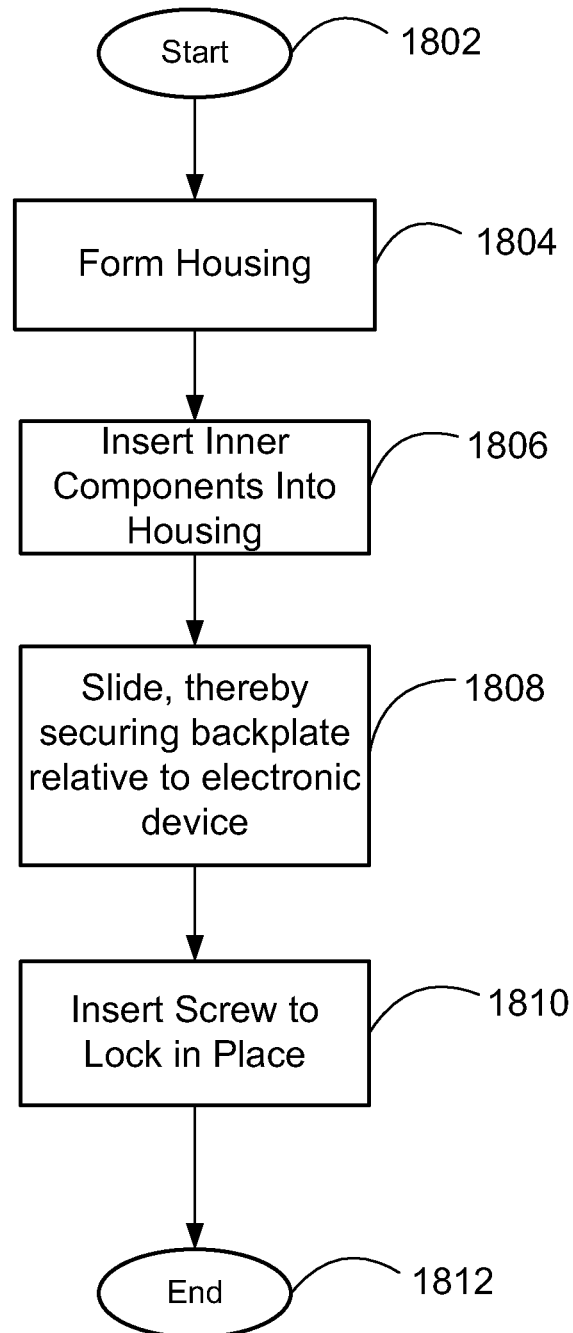 Start
1802
Form Housing
1804
Insert Inner
Components Into
Housing
1806
Slide, thereby
securing backplate
relative to electronic
device
1808
Insert Screw to
Lock in Place
1810
End
1812